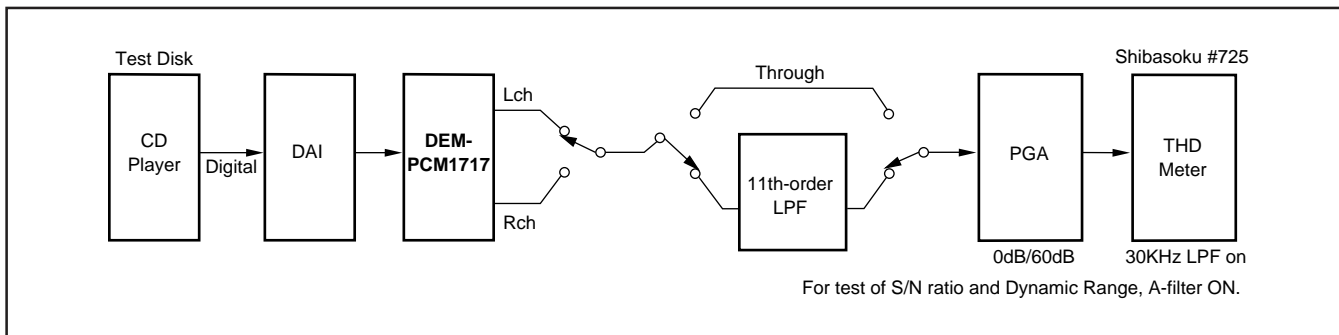 Test Disk
CD
Player
Digital
DAI
DEM-
PCM1717
Lch
Rch
Through
11th-order
LPF
PGA
0dB/60dB
Shibasoku #725
THD
Meter
30KHz LPF on
For test of S/N ratio and Dynamic Range, A-filter ON.